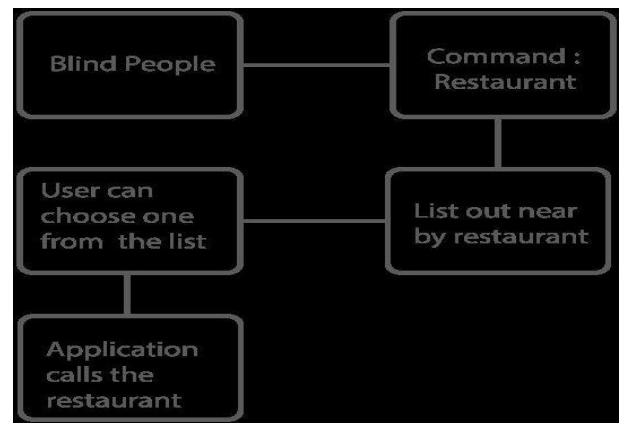 Blind People
Command :
Restaurant
List out near
by restaurant
User can
choose one
from the list
Application
calls the
restaurant